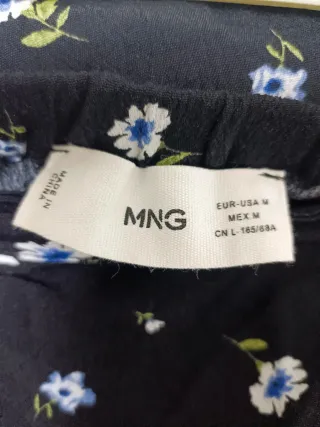 MADE IN
CHINA
MNG
EUR-USA M
MEX M
CN L-165/68A